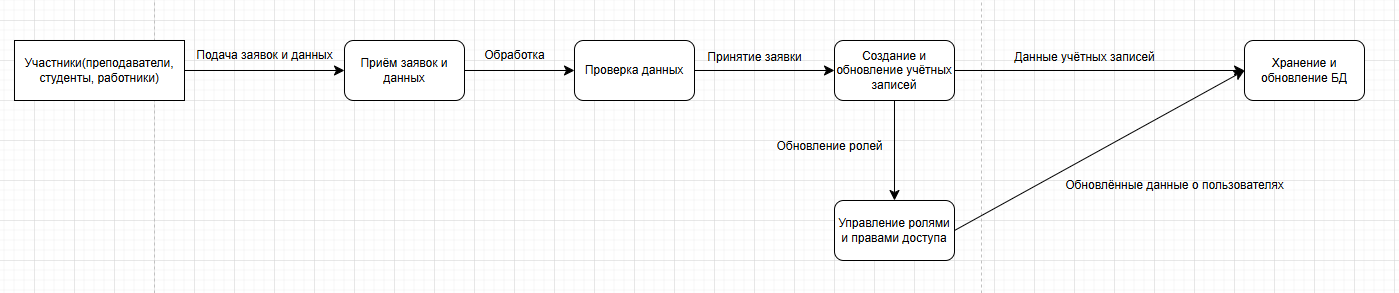 Участники(преподаватели,
студенты, работники)
Подача заявок и данных
Приём заявок и
данных
Обработка
Проверка данных
Принятие заявки
Создание и
обновление учётных
записей
Данные учётных записей
Хранение и
обновление БД
Обновление ролей
Управление ролями
и правами доступа
Обновлённые данные о пользователях